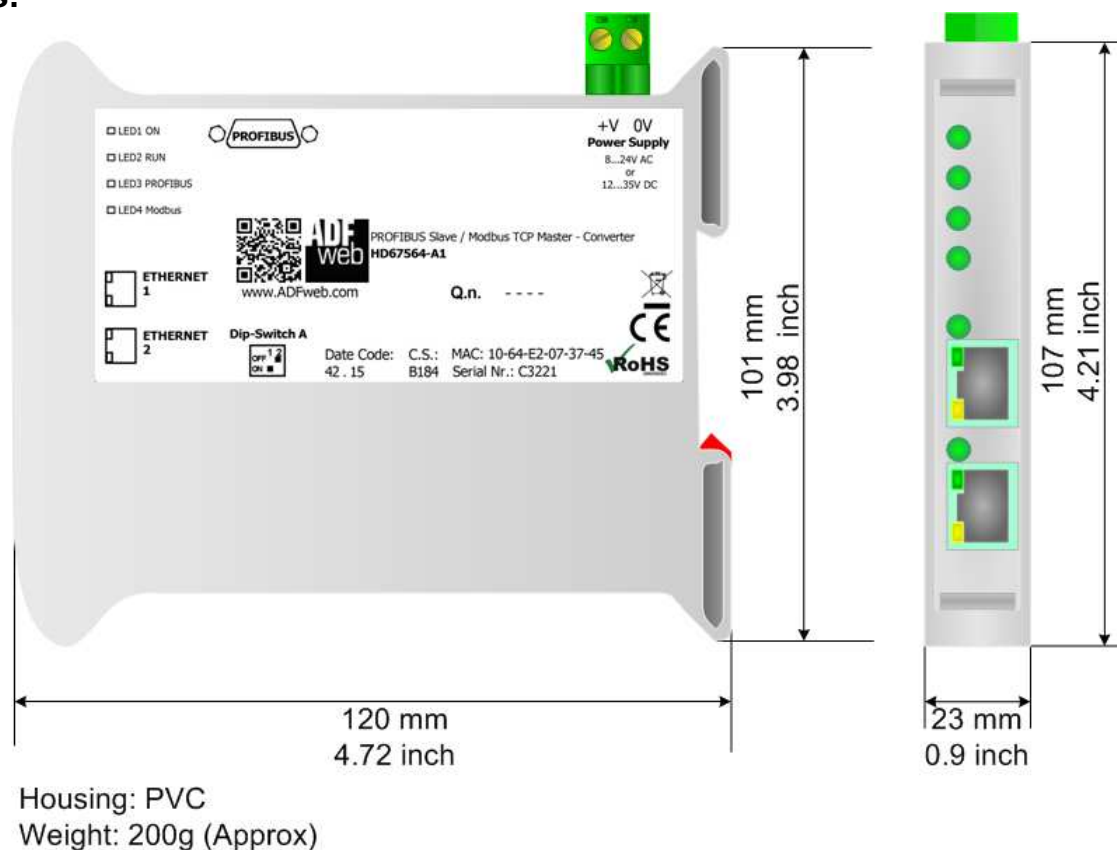 s:
LED1 ON
PROFIBUS
LED2 RUN
LED3 PROFIBUS
LED4 Modbus
+V 0V
Power Supply
8...24V AC
or
12...35V DC
ADF
web
PROFIBUS Slave / Modbus TCP Master - Converter
HD67564-A1
www.ADFweb.com
Q.n. - - - -
ETHERNET
1
ETHERNET
2
Dip-Switch A
OFF 1 2
ON
Date Code: C.S.: MAC: 10-64-E2-07-37-45
42 . 15 B184 Serial Nr.: C3221
CE
RoHS
101 mm
3.98 inch
107 mm
4.21 inch
120 mm
4.72 inch
23 mm
0.9 inch
Housing: PVC
Weight: 200g (Approx)